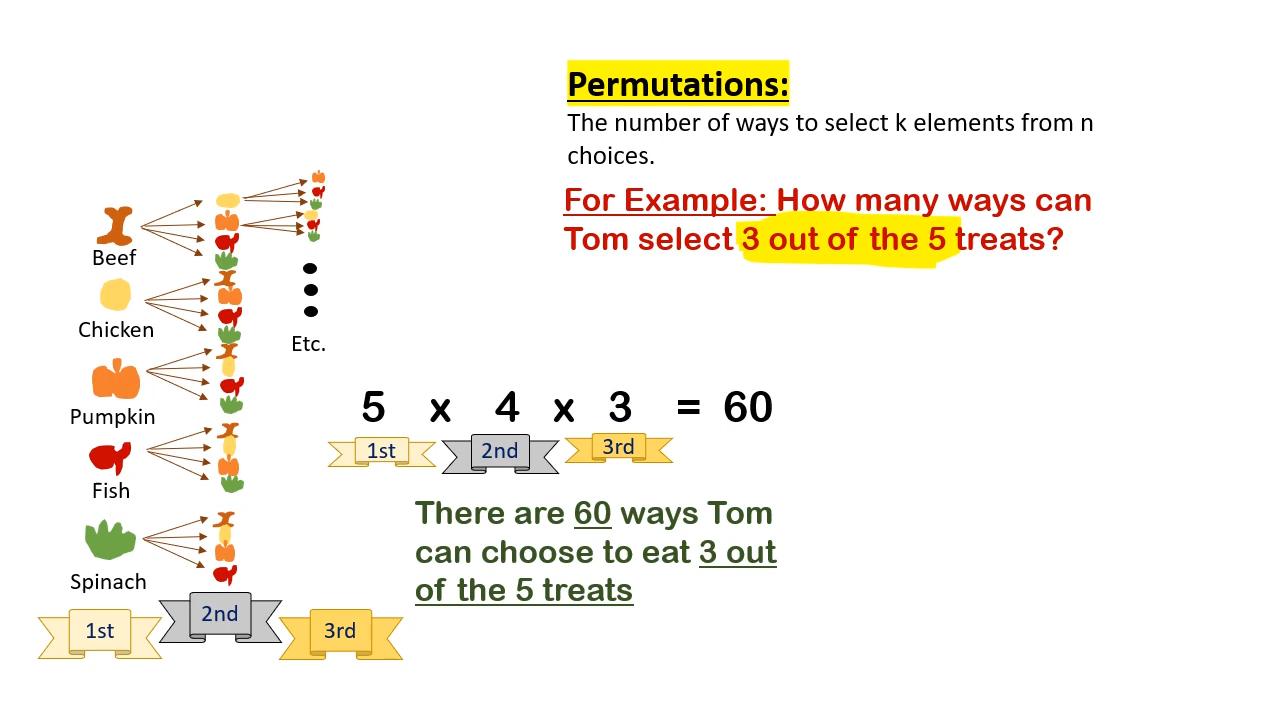 Permutations:
The number of ways to select k elements from n
choices.
For Example: How many ways can
Tom select 3 out of the 5 treats?
Beef
Chicken
Pumpkin
Fish
Spinach
Etc.
5 x 4 x 3 = 60
1st 2nd 3rd
There are 60 ways Tom
can choose to eat 3 out
of the 5 treats
1st 2nd 3rd